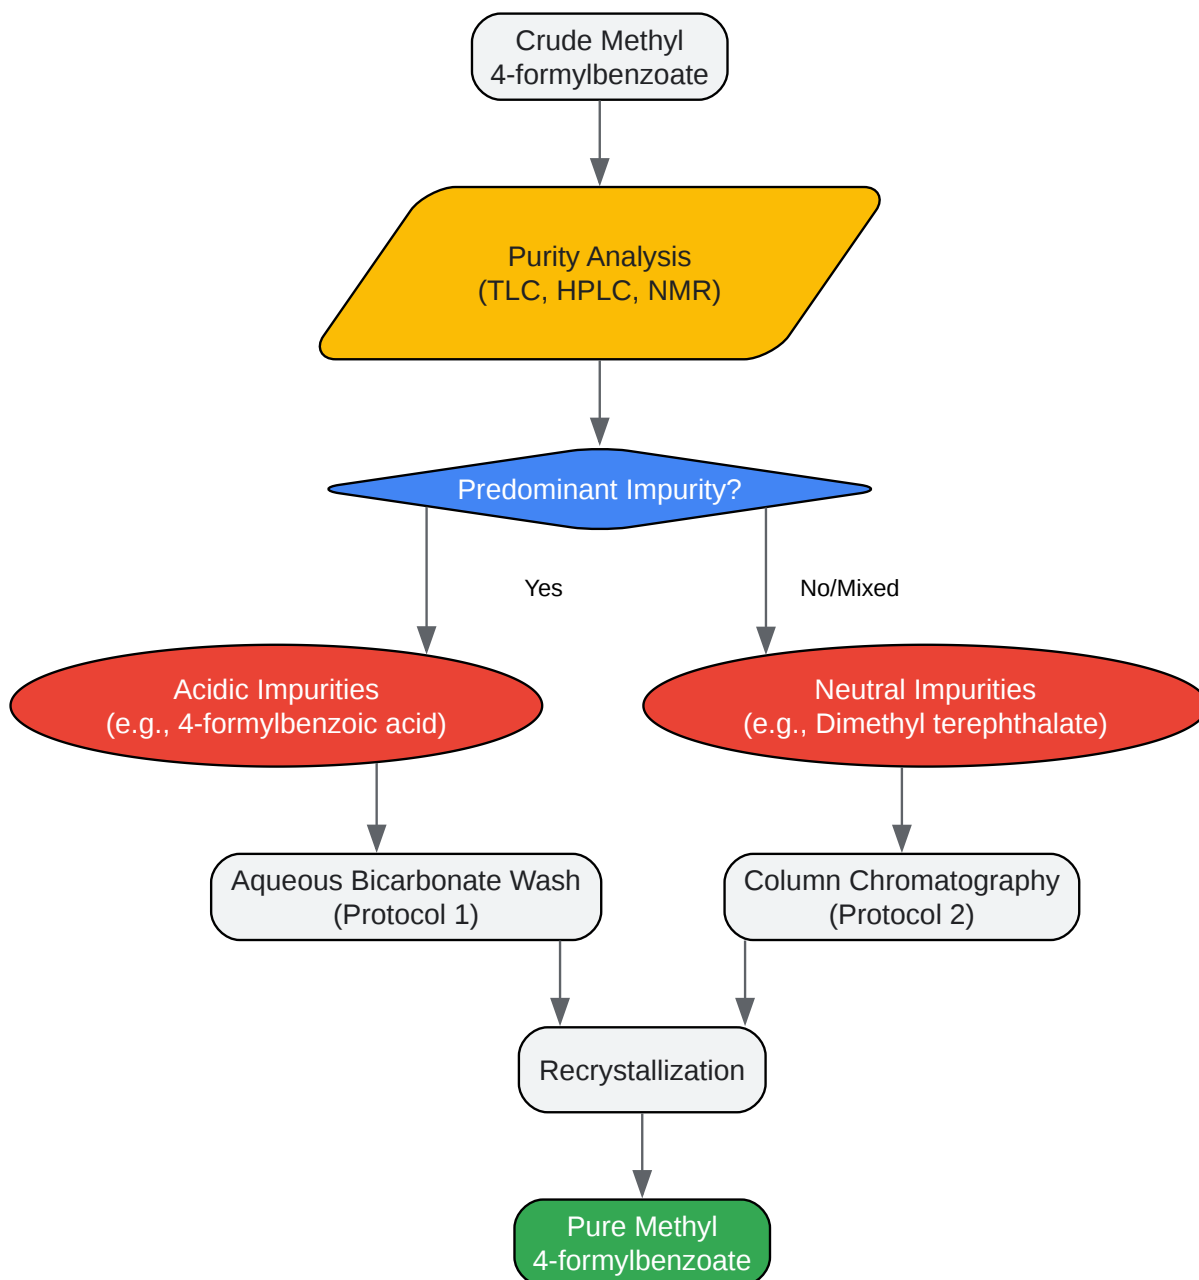 Crude Methyl
4-formylbenzoate
Purity Analysis
(TLC, HPLC, NMR)
Predominant Impurity?
Yes
No/Mixed
Acidic Impurities
(e.g., 4-formylbenzoic acid)
Neutral Impurities
(e.g., Dimethyl terephthalate)
Aqueous Bicarbonate Wash
(Protocol 1)
Column Chromatography
(Protocol 2)
Recrystallization
Pure Methyl
4-formylbenzoate